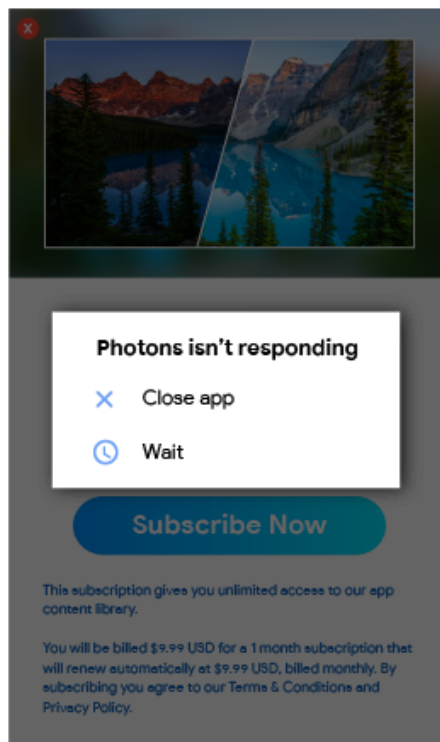 X
Photons isn't responding
Close app
Wait
Subscribe Now
This subscription gives you unlimited access to our app
content library.
You will be billed $9.99 USD for a 1 month subscription that
will renew automatically at $9.99 USD, billed monthly. By
subscribing you agree to our Terms & Conditions and
Privacy Policy.